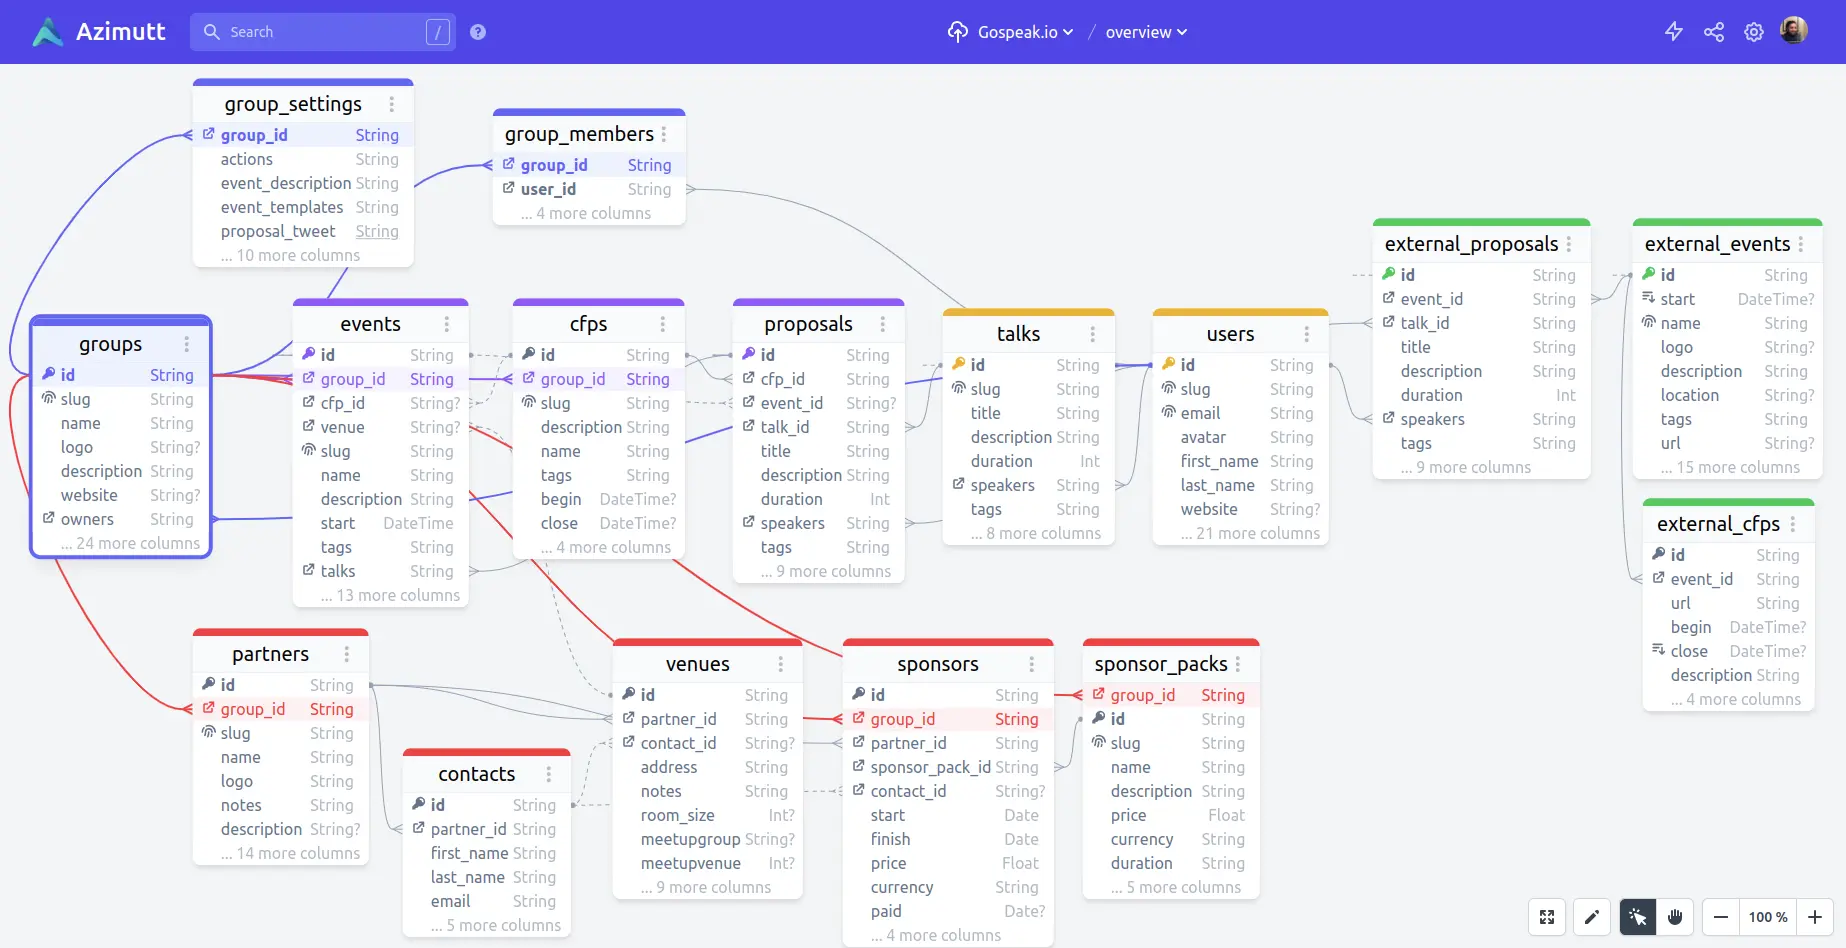 Azimutt
Search
/
?
Gospeak.io
/
overview
group_settings
group_id String
actions String
event_description String
event_templates String
proposal_tweet String
... 10 more columns
group_members
group_id String
user_id String
... 4 more columns
groups
id String
slug String
name String
logo String?
description String
website String?
owners String
... 24 more columns
events
id String
group_id String
cfp_id String?
venue String?
slug String
name String
description String
start DateTime
tags String
talks String
... 13 more columns
cfps
id String
group_id String
slug String
description String
name String
tags String
begin DateTime?
close DateTime?
... 4 more columns
proposals
id String
cfp_id String
event_id String?
talk_id String
title String
description String
duration Int
speakers String
tags String
... 9 more columns
talks
id String
slug String
title String
description String
duration Int
speakers String
tags String
... 8 more columns
users
id String
slug String
email String
avatar String
first_name String
last_name String
website String?
... 21 more columns
external_proposals
id String
event_id String
talk_id String
title String
description String
duration Int
speakers String
tags String
... 9 more columns
external_events
id String
start DateTime?
name String
logo String?
description String
location String?
tags String
url String?
... 15 more columns
external_cfps
id String
event_id String
url String
begin DateTime?
close DateTime?
description String
... 4 more columns
partners
id String
group_id String
slug String
name String
logo String
notes String
description String?
... 14 more columns
contacts
id String
partner_id String
first_name String
last_name String
email String
... 5 more columns
venues
id String
partner_id String
contact_id String?
address String
notes String
room_size Int?
meetupgroup String?
meetupvenue Int?
... 9 more columns
sponsors
id String
group_id String
partner_id String
sponsor_pack_id String
contact_id String?
start Date
finish Date
price Float
currency String
paid Date?
... 4 more columns
sponsor_packs
group_id String
id String
slug String
name String
description String
price Float
currency String
duration String
... 5 more columns
100 %